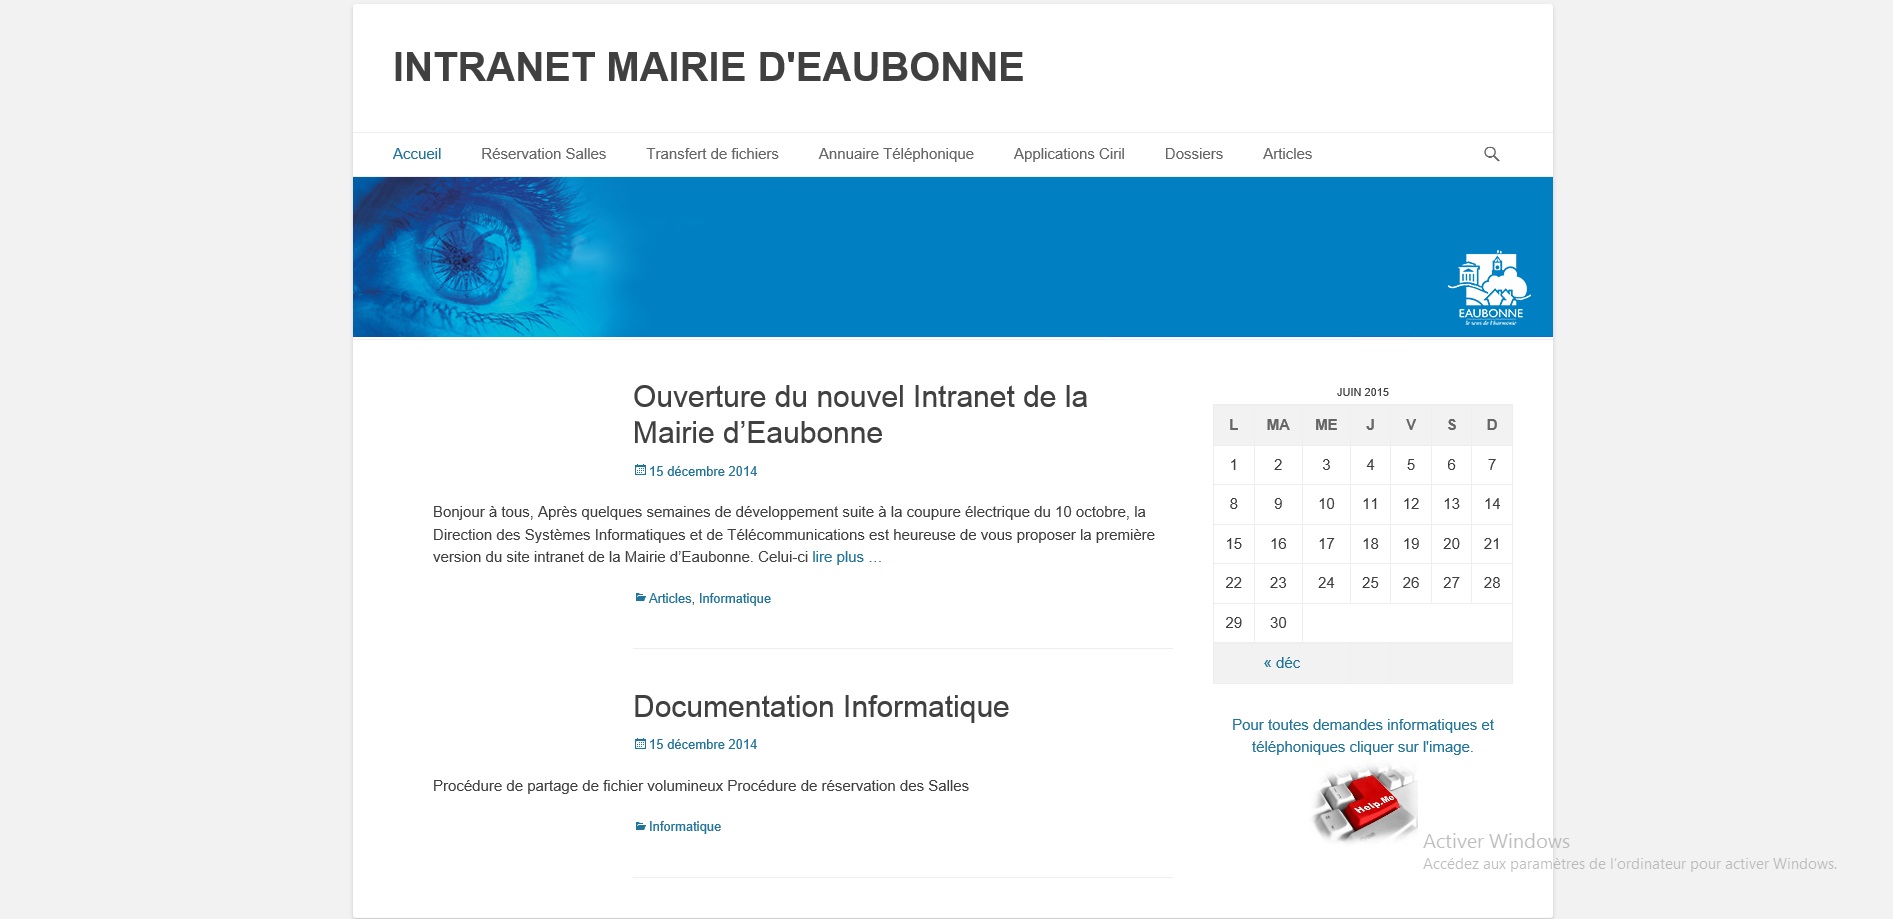 INTRANET MAIRIE D'EAUBONNE
Accueil Réservation Salles Transfert de fichiers Annuaire Téléphonique Applications Ciril Dossiers Articles
EAUBONNE
le sens de l'harmonie
Ouverture du nouvel Intranet de la
Mairie d’Eaubonne
15 décembre 2014
Bonjour à tous, Après quelques semaines de développement suite à la coupure électrique du 10 octobre, la
Direction des Systèmes Informatiques et de Télécommunications est heureuse de vous proposer la première
version du site intranet de la Mairie d’Eaubonne. Celui-ci lire plus …
Articles, Informatique
Documentation Informatique
15 décembre 2014
Procédure de partage de fichier volumineux Procédure de réservation des Salles
Informatique
JUIN 2015
L MA ME J V S D
1 2 3 4 5 6 7
8 9 10 11 12 13 14
15 16 17 18 19 20 21
22 23 24 25 26 27 28
29 30
« déc
Pour toutes demandes informatiques et
téléphoniques cliquer sur l'image.
Help.Me
Activer Windows
Accédez aux paramètres de l'ordinateur pour activer Windows.